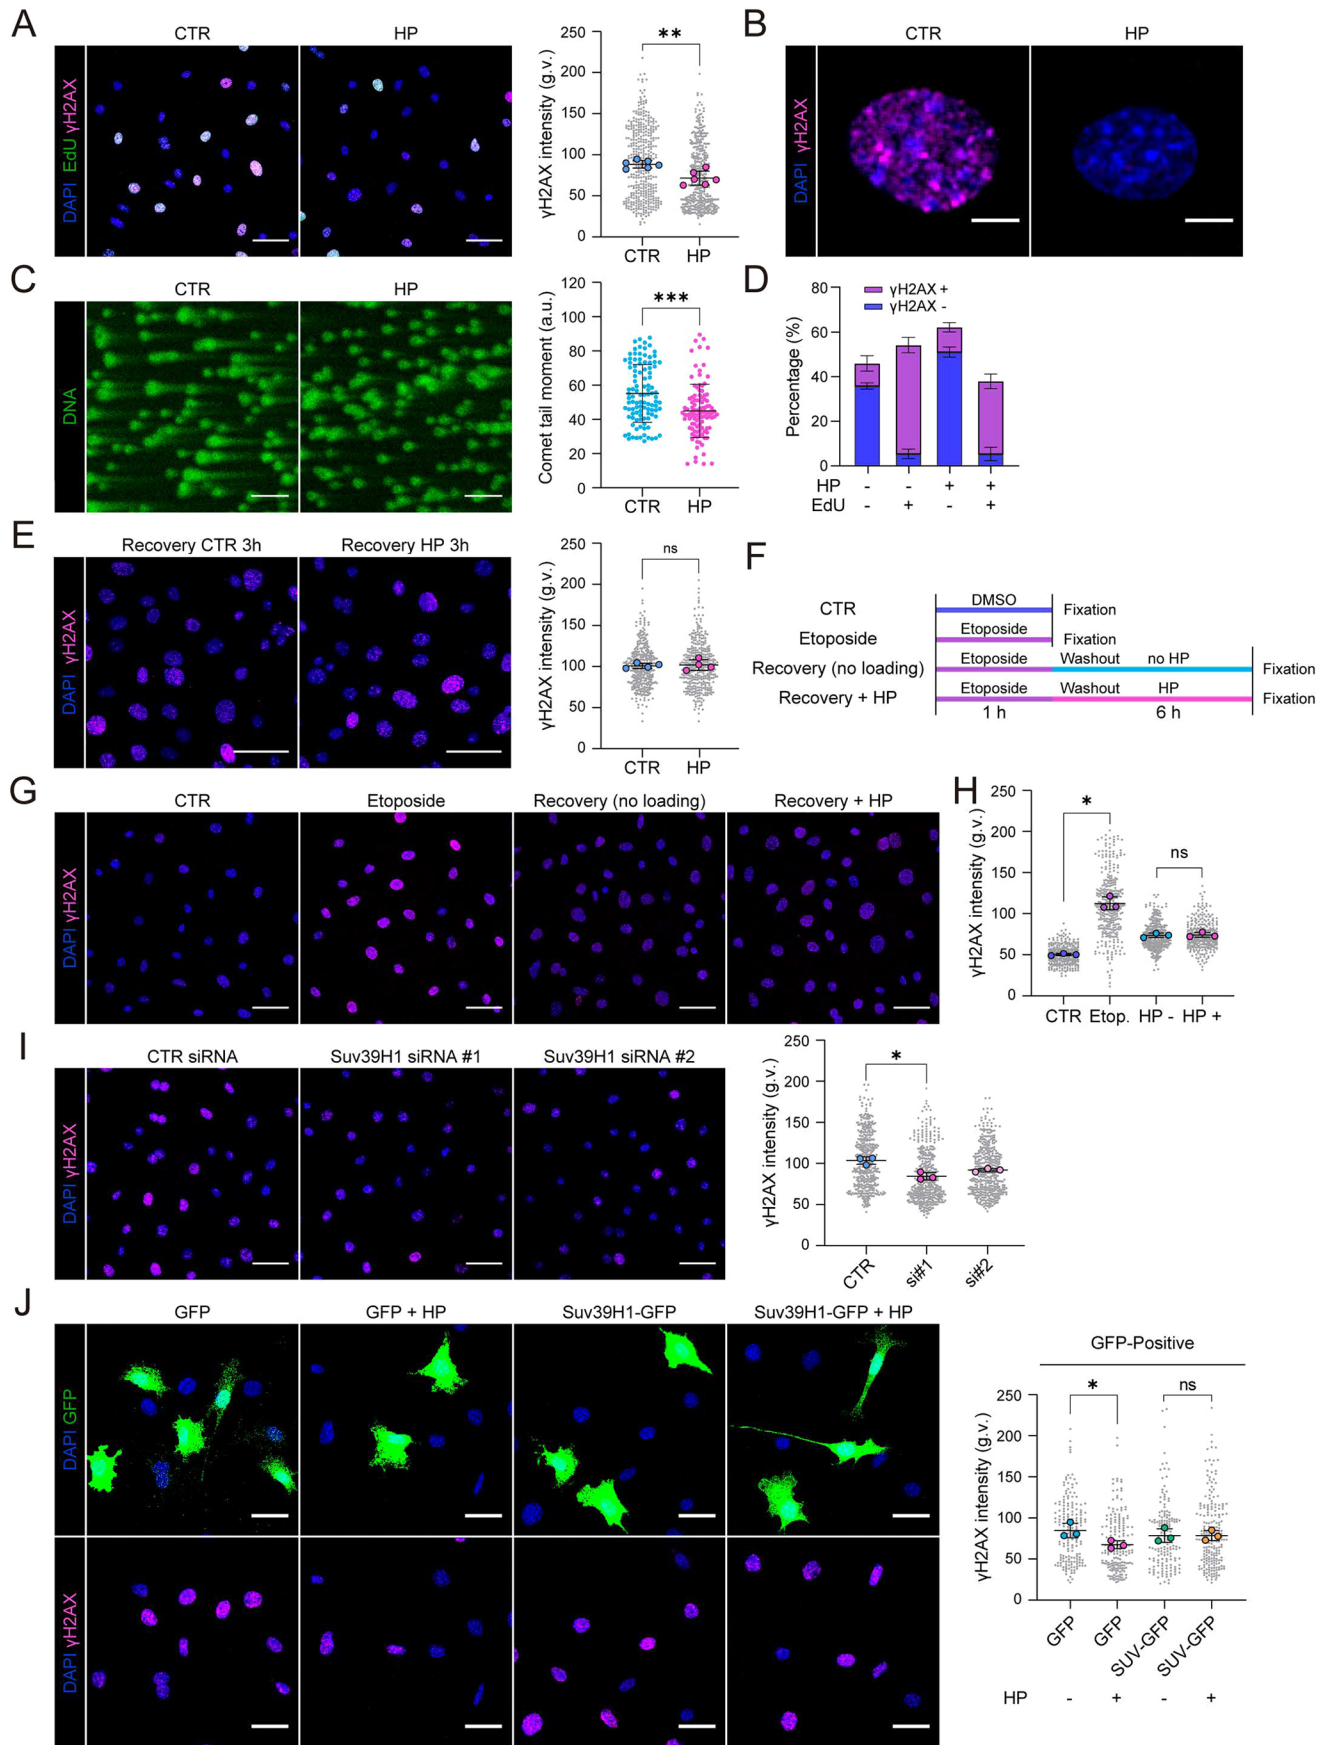 A
CTR
HP
DAPI EdU γH2AX
γH2AX intensity (g.v.)
250
200
150
100
50
0
**
CTR
HP
B
CTR
HP
DAPI γH2AX
C
CTR
HP
DNA
Comet tail moment (a.u.)
120
100
80
60
40
20
0
***
CTR
HP
D
Percentage (%)
80
60
40
20
0
γH2AX +
γH2AX -
HP - - + +
EdU - + - +
E
Recovery CTR 3h
Recovery HP 3h
DAPI γH2AX
γH2AX intensity (g.v.)
250
200
150
100
50
0
ns
CTR
HP
F
CTR
DMSO
Fixation
Etoposide
Etoposide
Fixation
Recovery (no loading)
Etoposide Washout no HP
Fixation
Recovery + HP
Etoposide Washout HP
Fixation
1 h
6 h
G
CTR
Etoposide
Recovery (no loading)
Recovery + HP
DAPI γH2AX
H
γH2AX intensity (g.v.)
250
200
150
100
50
0
*
ns
CTR Etop. HP - HP +
I
CTR siRNA
Suv39H1 siRNA #1
Suv39H1 siRNA #2
DAPI γH2AX
γH2AX intensity (g.v.)
250
200
150
100
50
0
*
CTR
si#1
si#2
J
GFP
GFP + HP
Suv39H1-GFP
Suv39H1-GFP + HP
DAPI GFP
DAPI γH2AX
GFP-Positive
γH2AX intensity (g.v.)
250
200
150
100
50
0
*
ns
GFP
GFP
SUV-GFP
SUV-GFP
HP - + - +